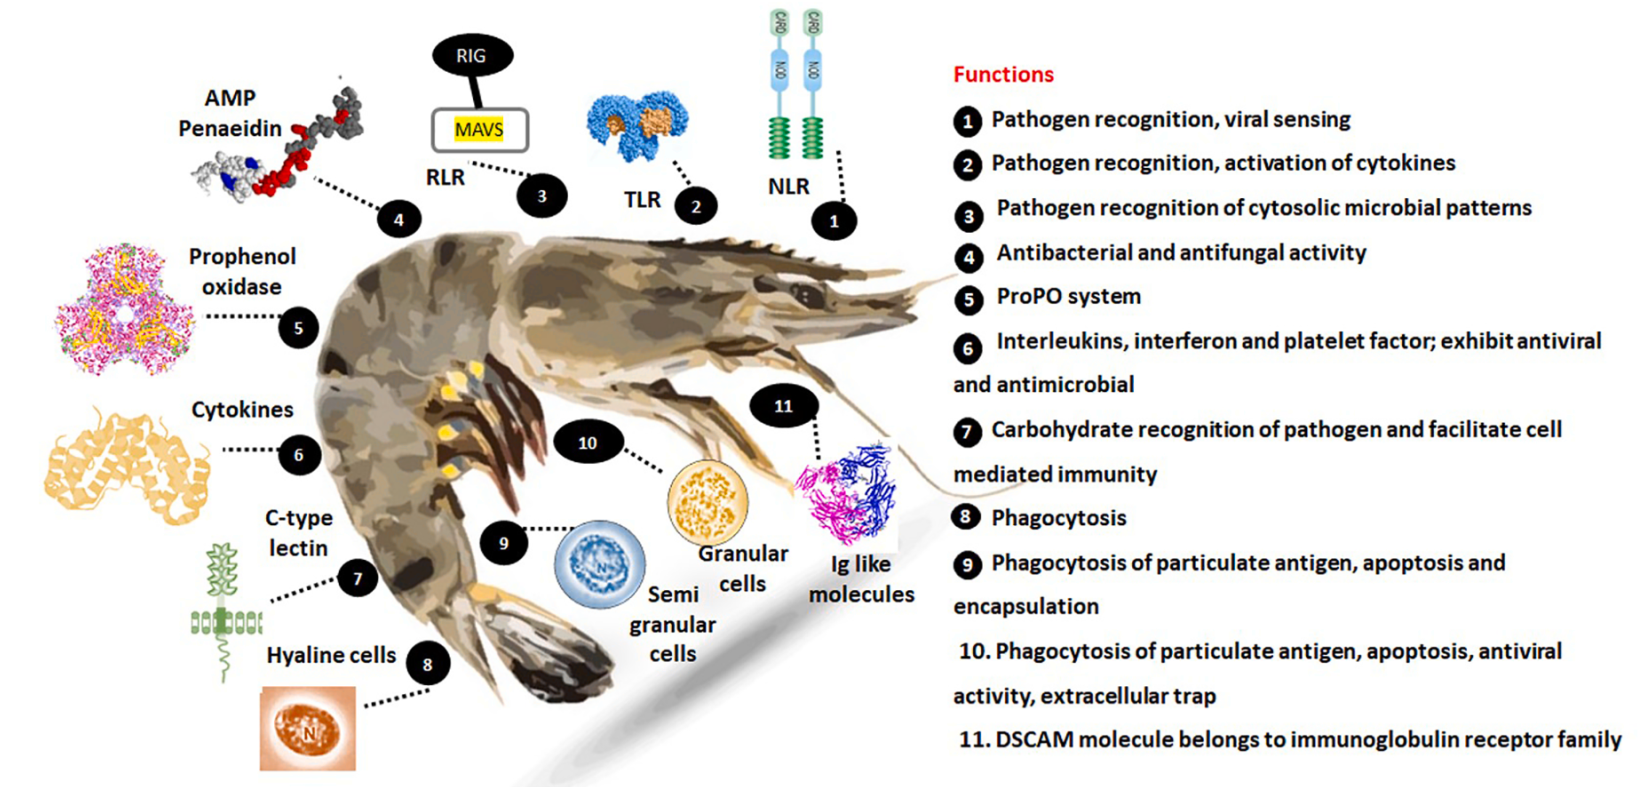 CARD
CARD
NOD
NOD
RIG
MAVS
AMP
Penaeidin
RLR
TLR
NLR
3
2
1
4
Prophenol
oxidase
5
Cytokines
6
11
10
C-type
lectin
9
N
7
Granular
cells
Ig like
molecules
Semi
granular
cells
Hyaline cells
8
N
Functions
1 Pathogen recognition, viral sensing
2 Pathogen recognition, activation of cytokines
3 Pathogen recognition of cytosolic microbial patterns
4 Antibacterial and antifungal activity
5 ProPO system
6 Interleukins, interferon and platelet factor; exhibit antiviral
and antimicrobial
7 Carbohydrate recognition of pathogen and facilitate cell
mediated immunity
8 Phagocytosis
9 Phagocytosis of particulate antigen, apoptosis and
encapsulation
10. Phagocytosis of particulate antigen, apoptosis, antiviral
activity, extracellular trap
11. DSCAM molecule belongs to immunoglobulin receptor family